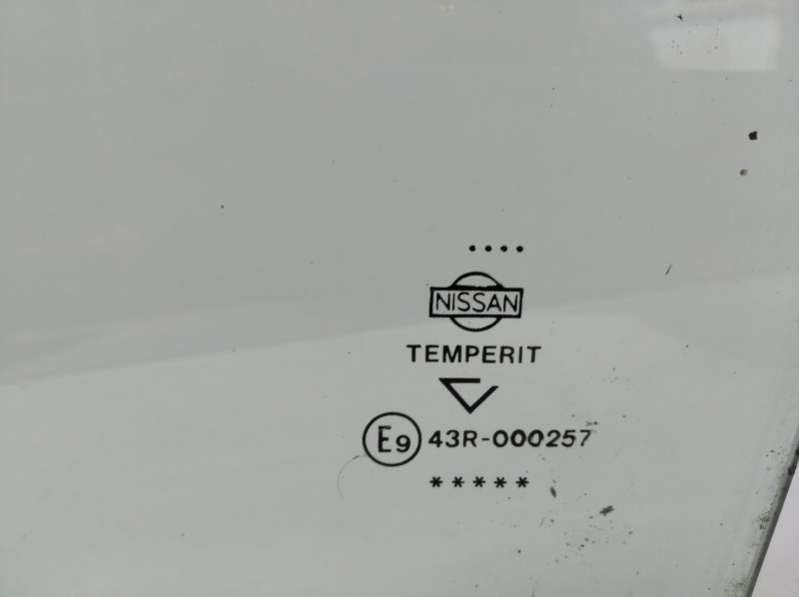 ....
NISSAN
TEMPERIT
E9 43R-000257
*****